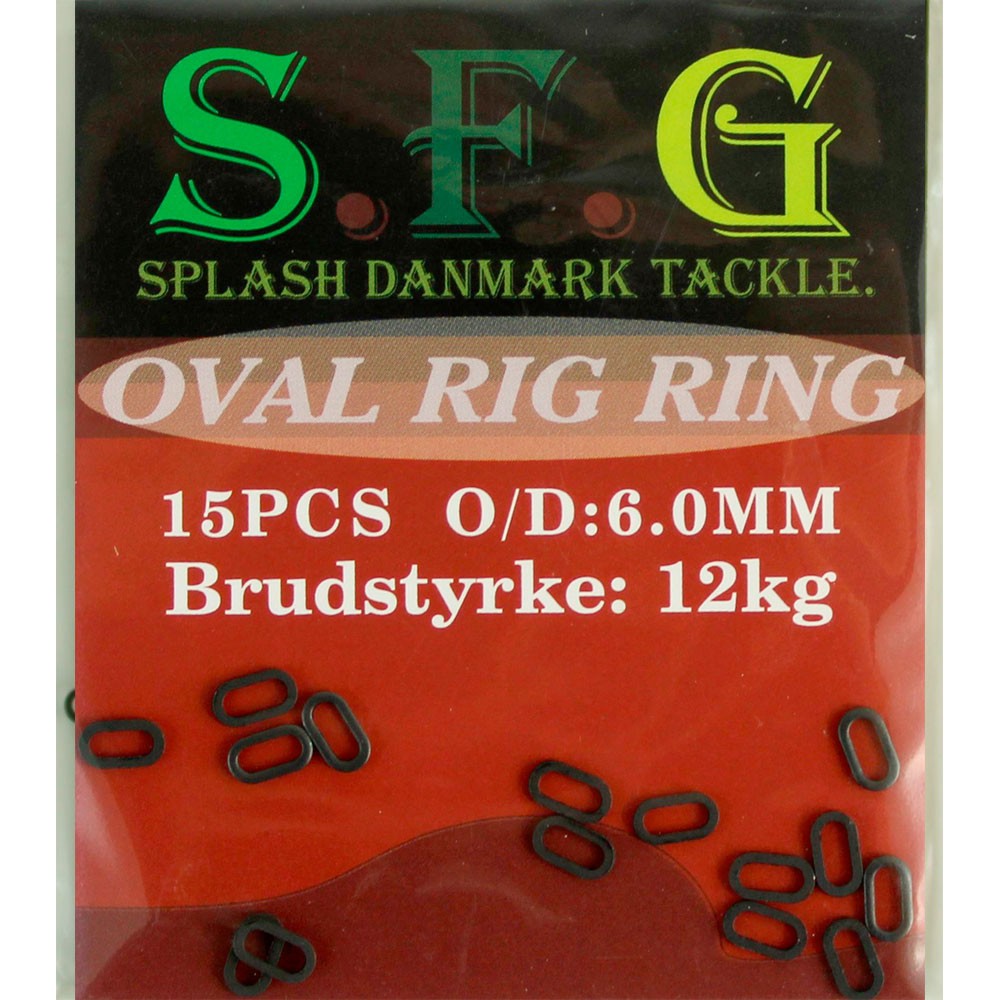 S.F.G
SPLASH DANMARK TACKLE.
OVAL RIG RING
15PCS O/D:6.0MM
Brudstyrke: 12kg